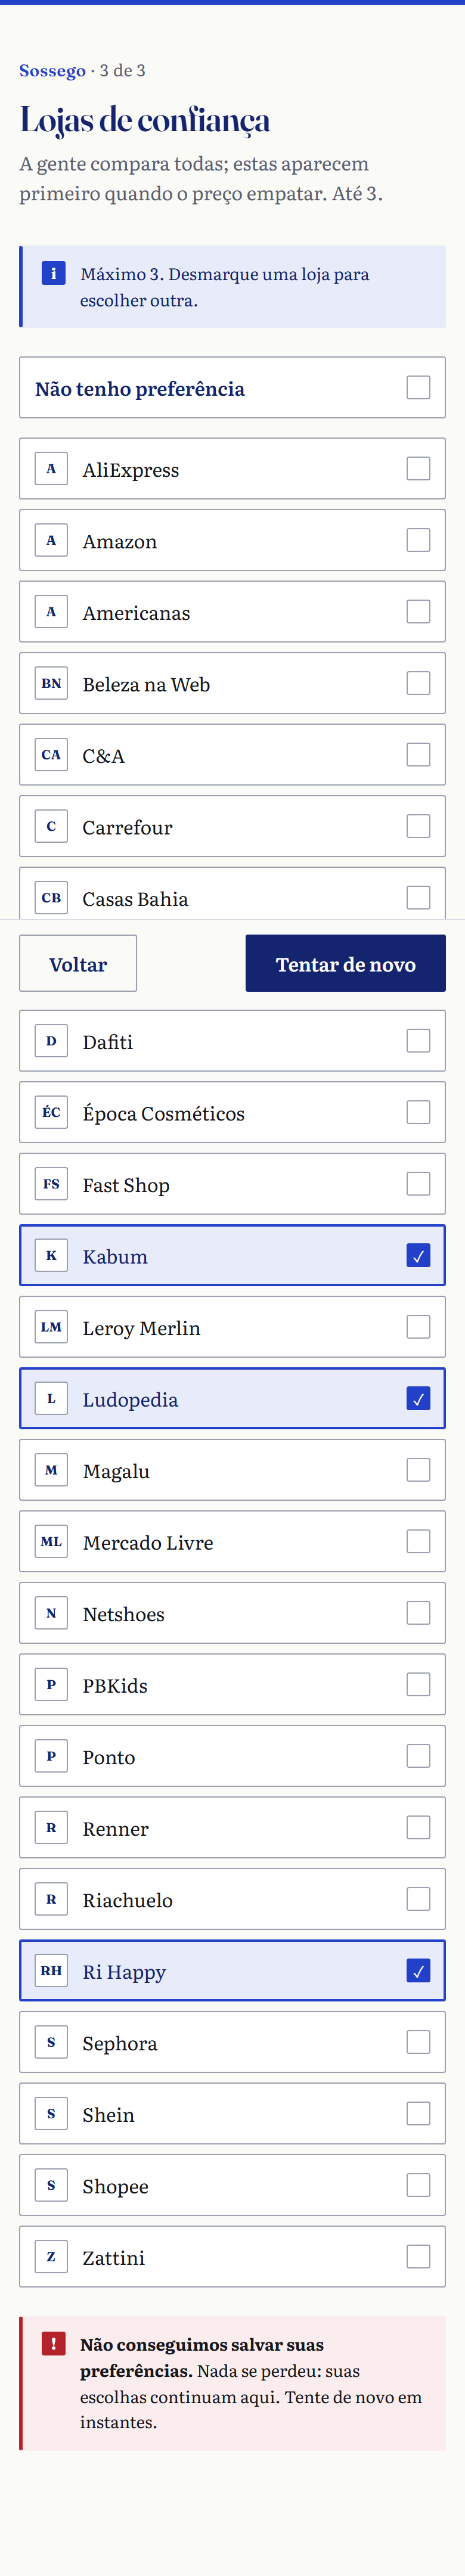 Sossego · 3 de 3
Lojas de confiança
A gente compara todas; estas aparecem
primeiro quando o preço empatar. Até 3.
i Máximo 3. Desmarque uma loja para
escolher outra.
Não tenho preferência
A AliExpress
A Amazon
A Americanas
BN Beleza na Web
CA C&A
C Carrefour
CB Casas Bahia
Voltar Tentar de novo
D Dafiti
ÉC Época Cosméticos
FS Fast Shop
K Kabum ✓
LM Leroy Merlin
L Ludopedia ✓
M Magalu
ML Mercado Livre
N Netshoes
P PBKids
P Ponto
R Renner
R Riachuelo
RH Ri Happy ✓
S Sephora
S Shein
S Shopee
Z Zattini
! Não conseguimos salvar suas
preferências. Nada se perdeu: suas
escolhas continuam aqui. Tente de novo em
instantes.